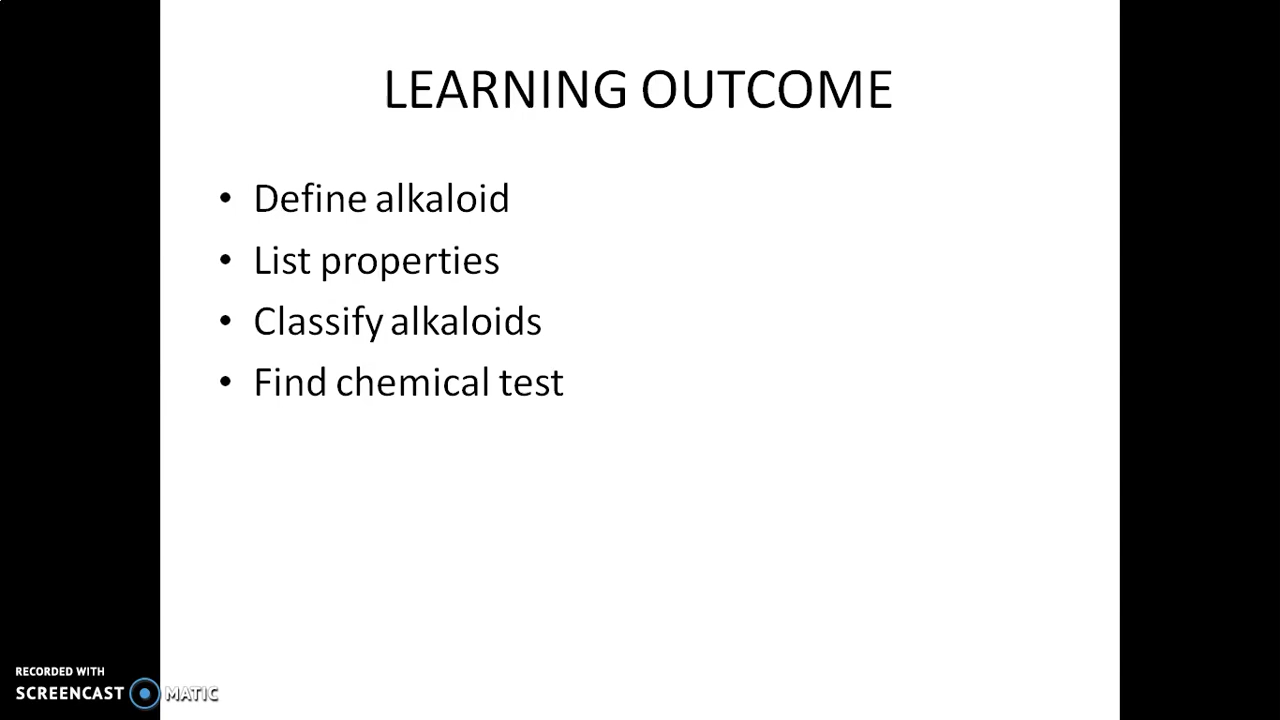 LEARNING OUTCOME
• Define alkaloid
• List properties
• Classify alkaloids
• Find chemical test
RECORDED WITH
SCREENCAST MATIC